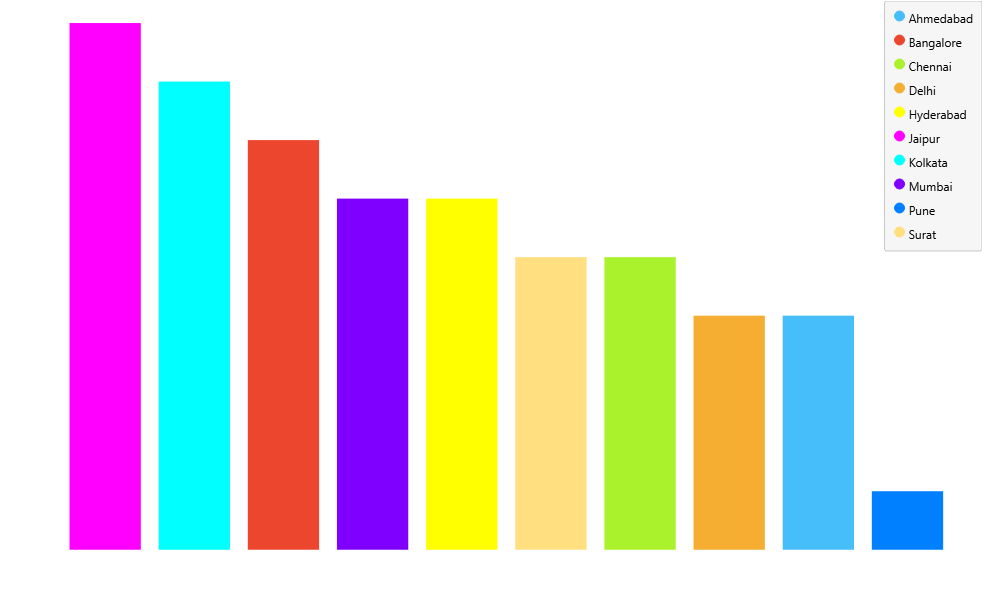 Ahmedabad
Bangalore
Chennai
Delhi
Hyderabad
Jaipur
Kolkata
Mumbai
Pune
Surat